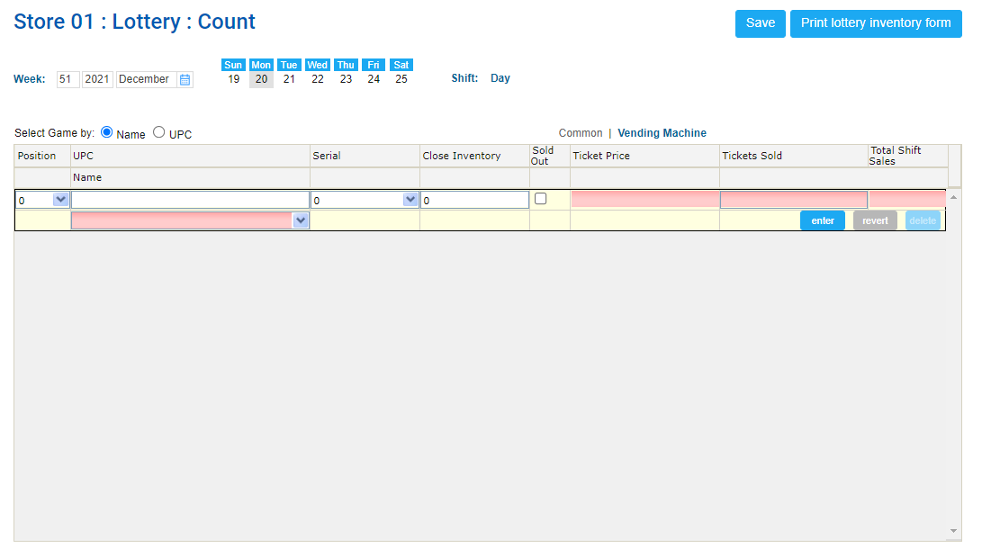 Store 01 : Lottery : Count
Save
Print lottery inventory form
Sun Mon Tue Wed Thu Fri Sat
Week: 51 2021 December 19 20 21 22 23 24 25 Shift: Day
Select Game by: Name UPC
Common | Vending Machine
Position UPC Serial Close Inventory Sold Out Ticket Price Tickets Sold Total Shift Sales
Name
0 0 0
enter revert delete